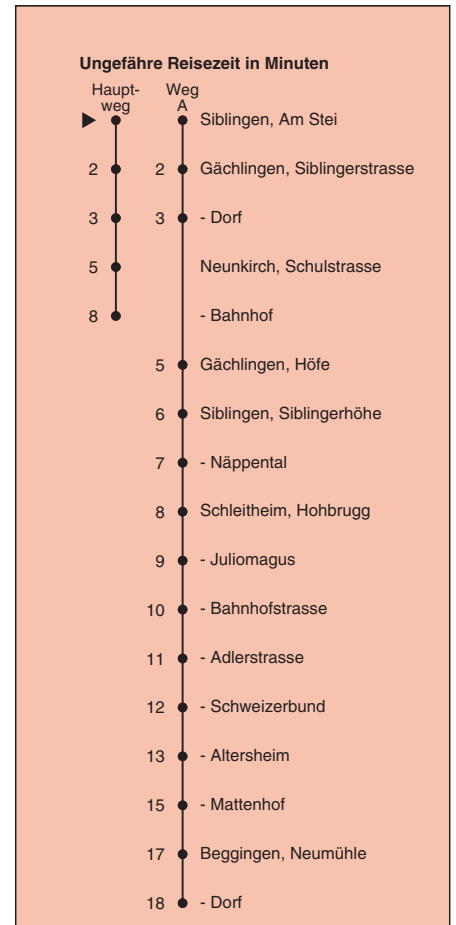 Ungefähre Reisezeit in Minuten
Haupt- Weg
weg A
Siblingen, Am Stei
2 2 Gächlingen, Siblingerstrasse
3 3 - Dorf
5 Neunkirch, Schulstrasse
8 - Bahnhof
5 Gächlingen, Höfe
6 Siblingen, Siblingerhöhe
7 - Näppental
8 Schleitheim, Hohbrugg
9 - Juliomagus
10 - Bahnhofstrasse
11 - Adlerstrasse
12 - Schweizerbund
13 - Altersheim
15 - Mattenhof
17 Beggingen, Neumühle
18 - Dorf